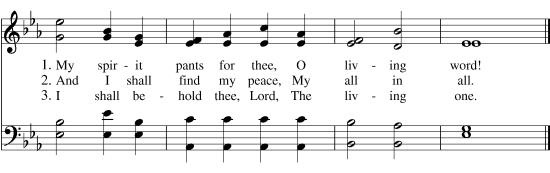 1. My spir - it pants for thee, O liv - ing word!
2. And I shall find my peace, My all in all.
3. I shall be - hold thee, Lord, The liv - ing one.